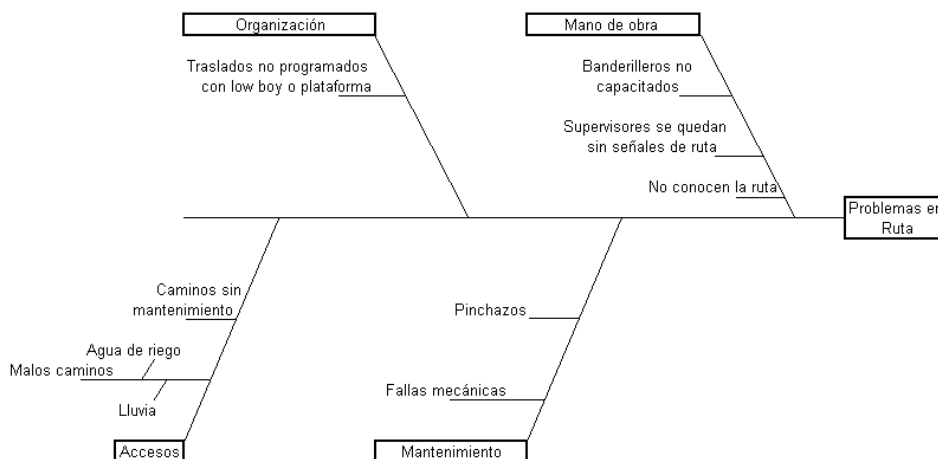 Organización
Mano de obra
Traslados no programados
con low boy o plataforma
Banderilleros no
capacitados
Supervisores se quedan
sin señales de ruta
No conocen la ruta
Problemas en
Ruta
Caminos sin
mantenimiento
Pinchazos
Agua de riego
Malos caminos
Lluvia
Fallas mecánicas
Accesos
Mantenimiento